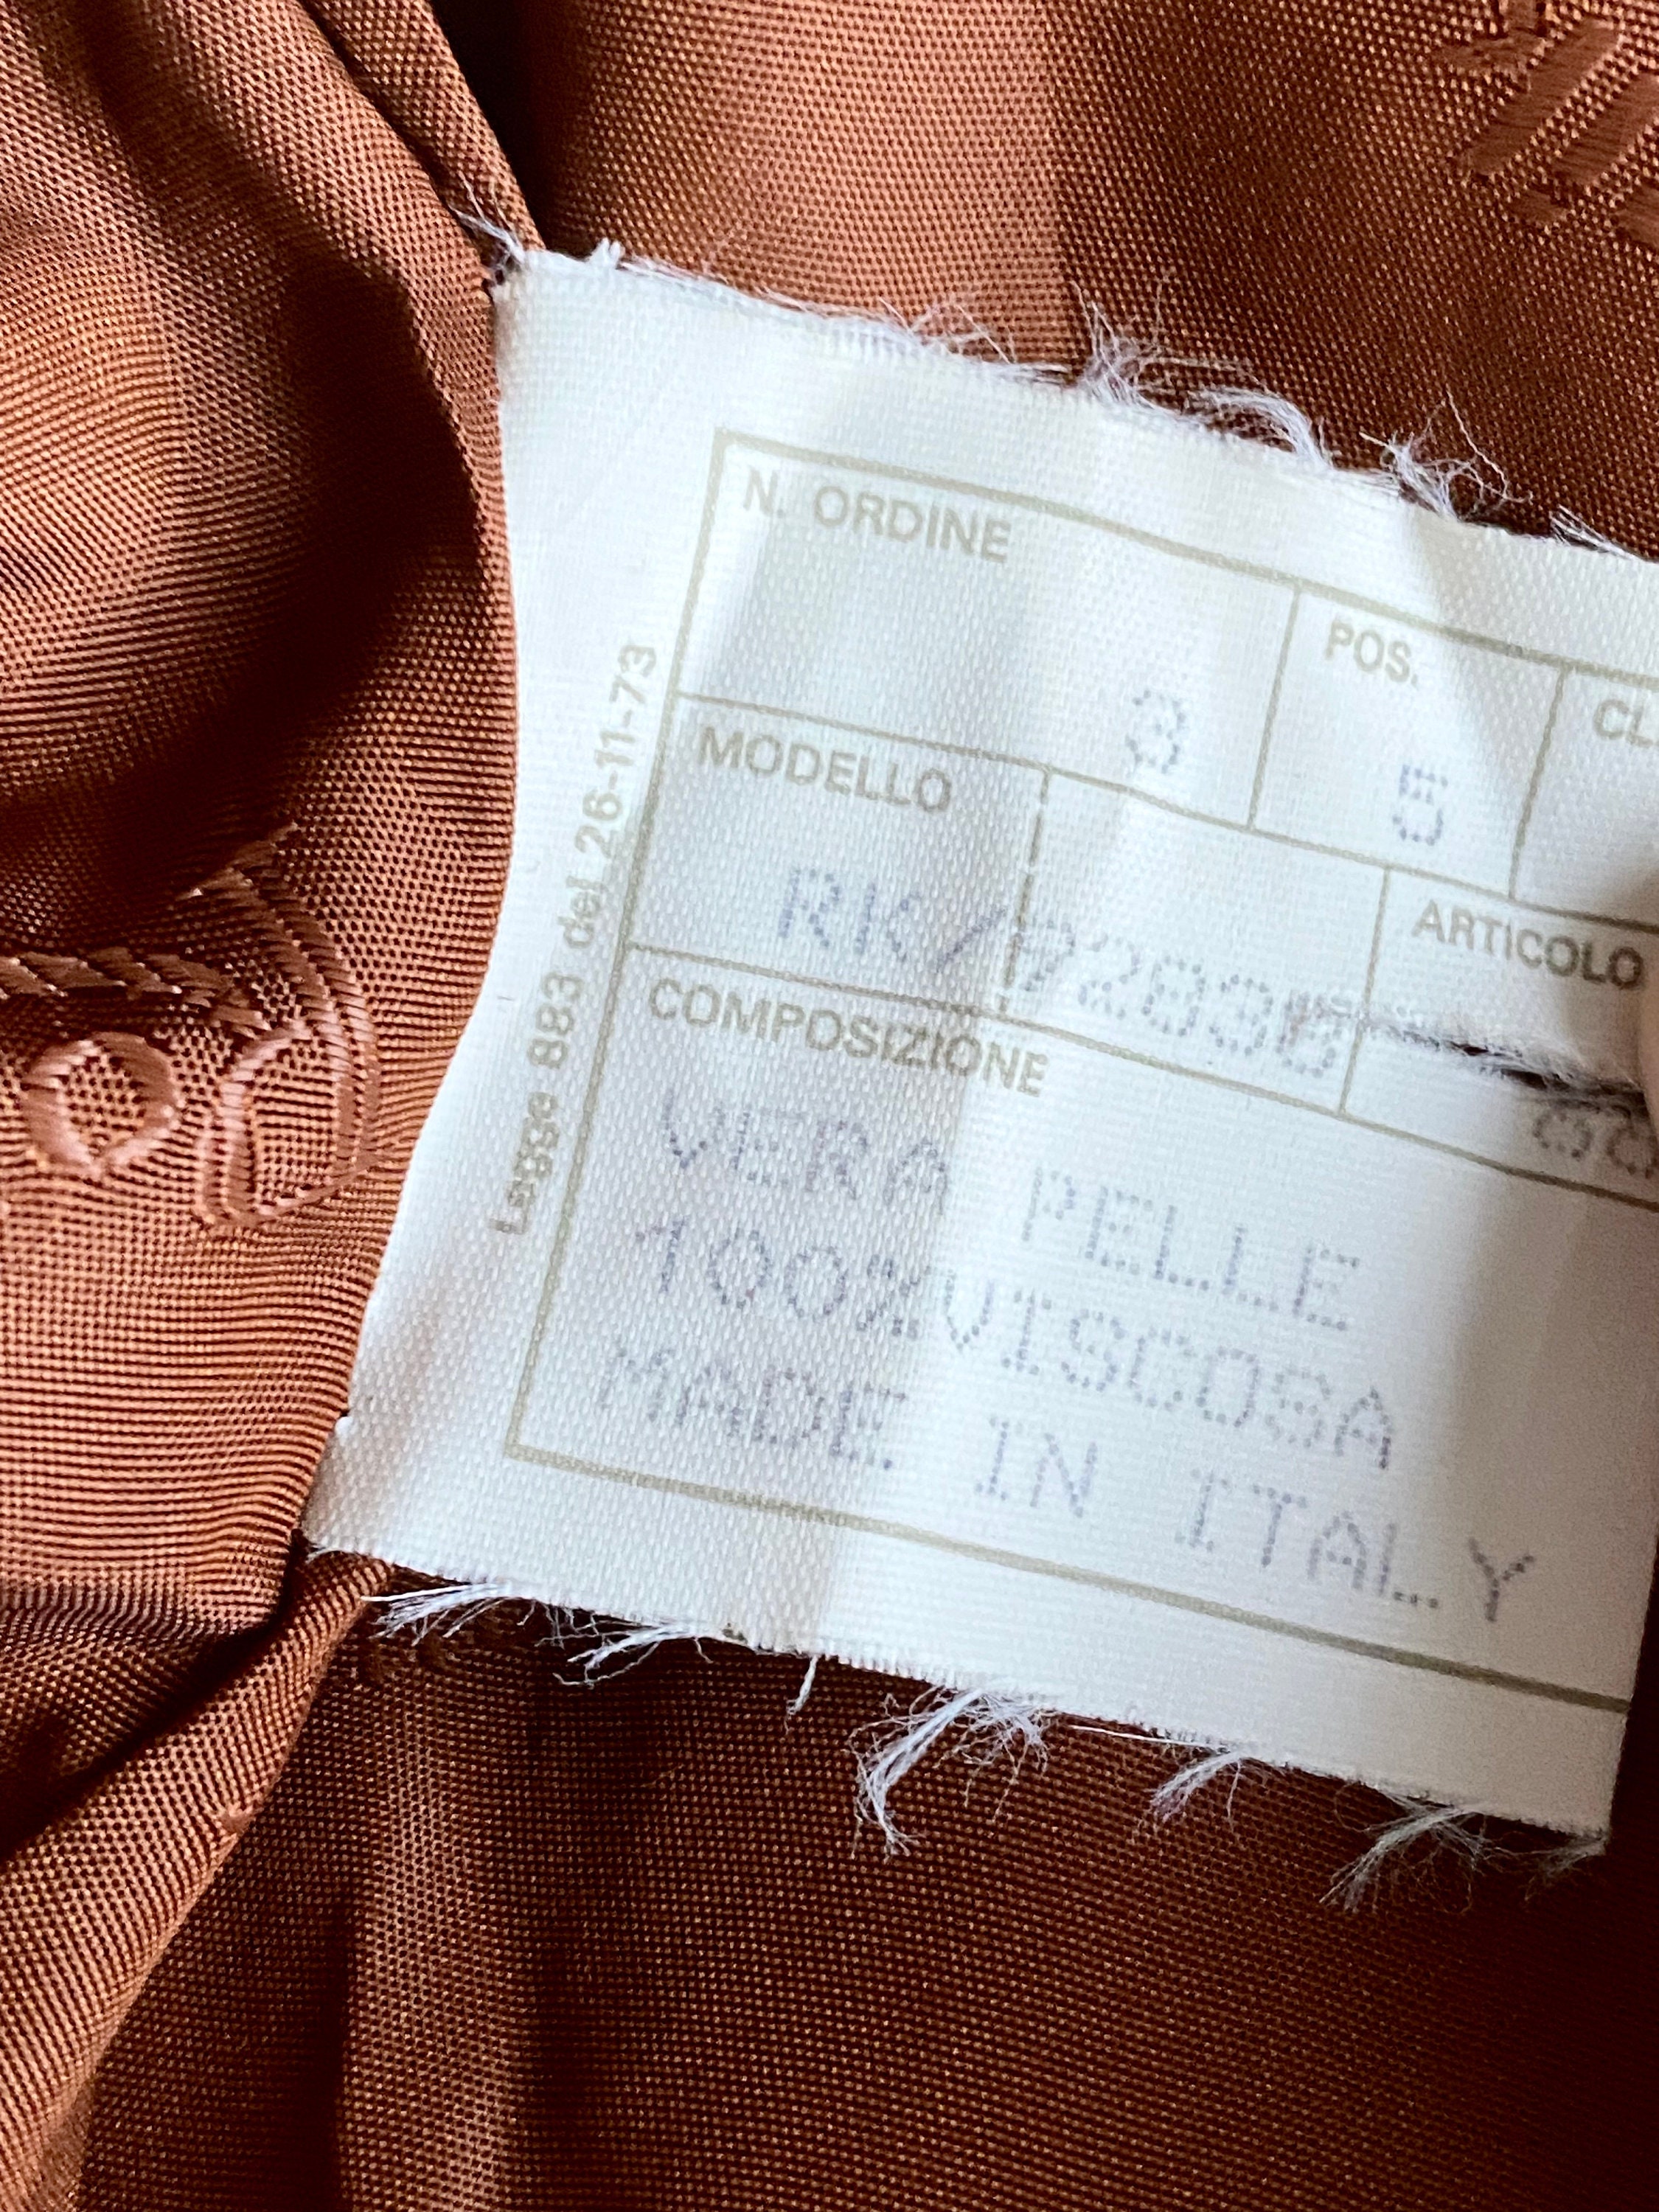 N. ORDINE
POS.
3
5
MODELLO
ARTICOLO
COMPOSIZIONE
VERA PELLE
100%VISCOSA
MADE IN ITALY
Legge 883 del 26-11-73